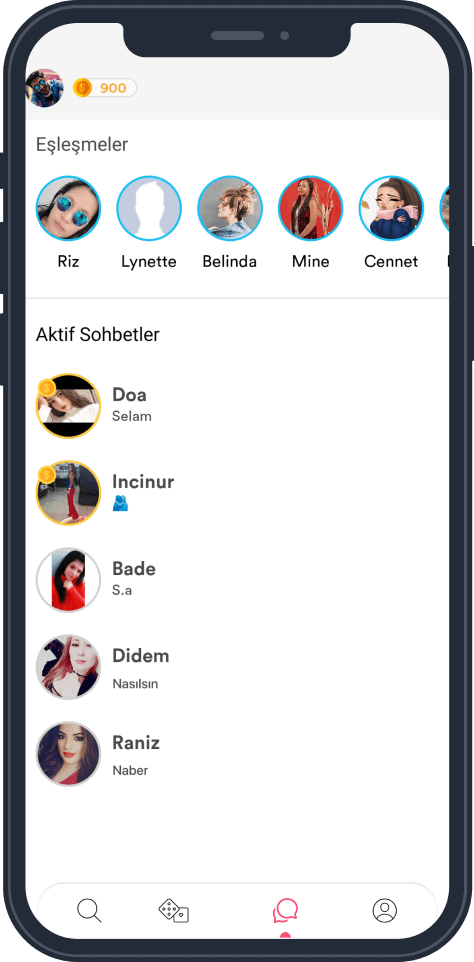 900
Eşleşmeler
Riz
Lynette
Belinda
Mine
Cennet
Aktif Sohbetler
Doa
Selam
Incinur
Bade
S.a
Didem
Nasılsın
Raniz
Naber